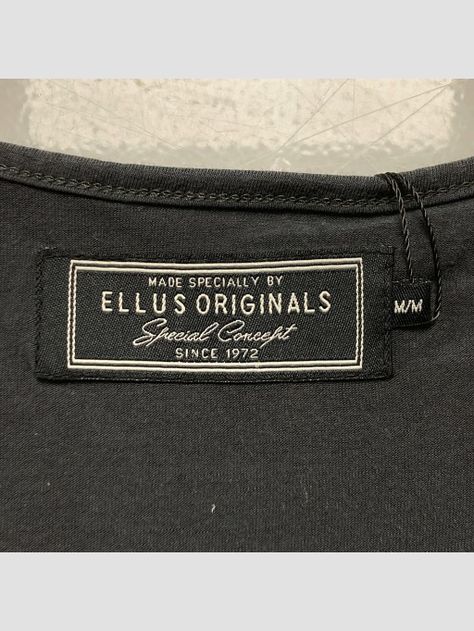 MADE SPECIALLY BY
ELLUS ORIGINALS
Special Concept
SINCE 1972
M/M